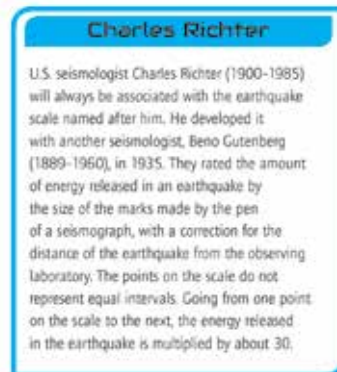 Charles Richter
U.S. seismologist Charles Richter (1900–1985)
will always be associated with the earthquake
scale named after him. He developed it
with another seismologist, Beno Gutenberg
(1889–1960), in 1935. They rated the amount
of energy released in an earthquake by
the size of the marks made by the pen
of a seismograph, with a correction for the
distance of the earthquake from the observing
laboratory. The points on the scale do not
represent equal intervals. Going from one point
on the scale to the next, the energy released
in the earthquake is multiplied by about 30.